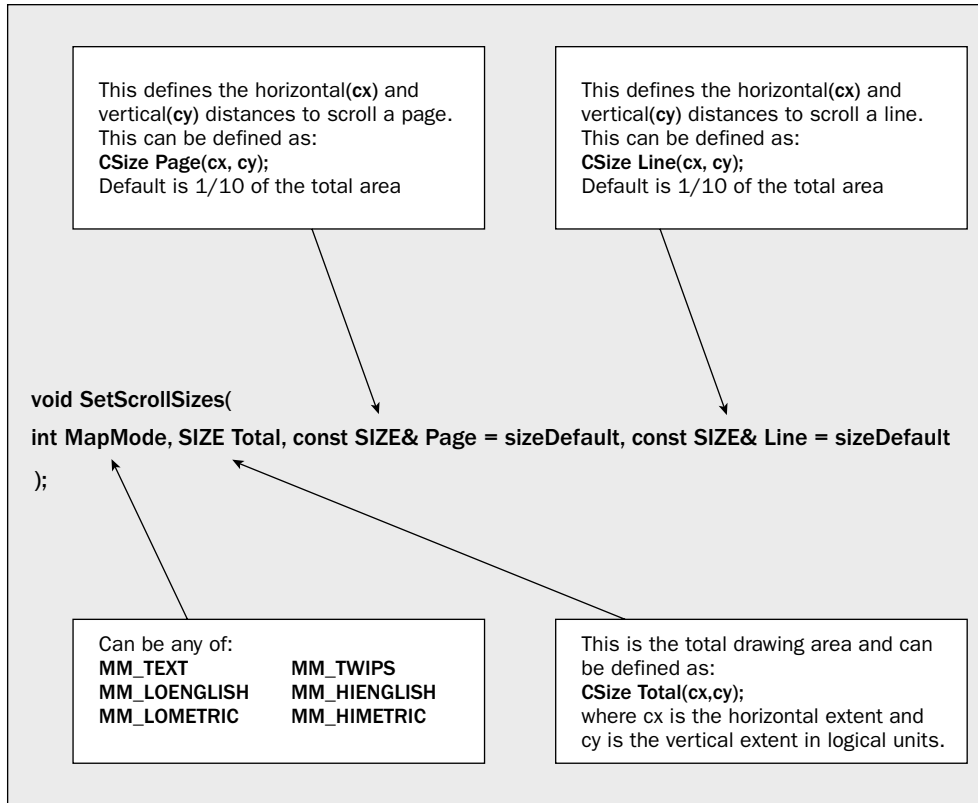 This defines the horizontal(cx) and
vertical(cy) distances to scroll a page.
This can be defined as:
CSize Page(cx, cy);
Default is 1/10 of the total area
This defines the horizontal(cx) and
vertical(cy) distances to scroll a line.
This can be defined as:
CSize Line(cx, cy);
Default is 1/10 of the total area
void SetScrollSizes(
int MapMode, SIZE Total, const SIZE& Page = sizeDefault, const SIZE& Line = sizeDefault
);
Can be any of:
MM_TEXT MM_TWIPS
MM_LOENGLISH MM_HIENGLISH
MM_LOMETRIC MM_HIMETRIC
This is the total drawing area and can
be defined as:
CSize Total(cx,cy);
where cx is the horizontal extent and
cy is the vertical extent in logical units.